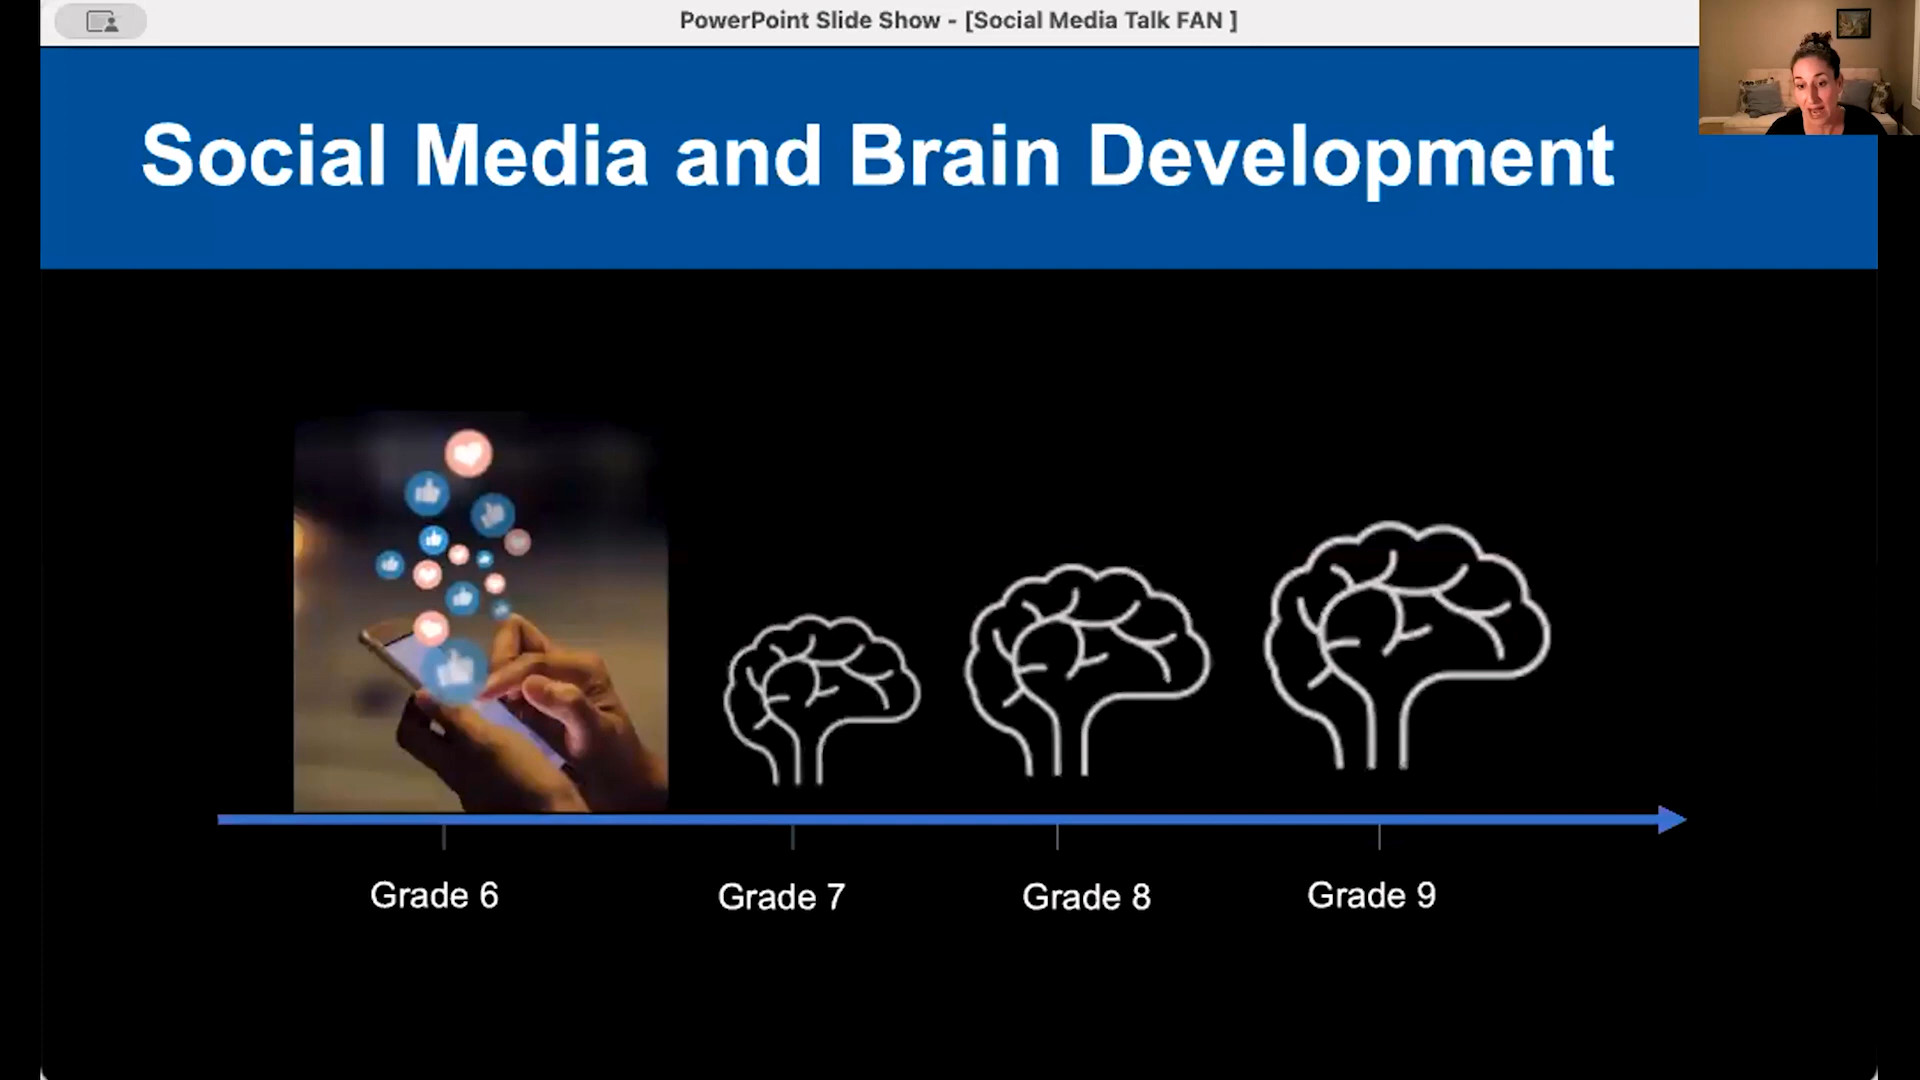 PowerPoint Slide Show - [Social Media Talk FAN ]
Social Media and Brain Development
Grade 6
Grade 7
Grade 8
Grade 9